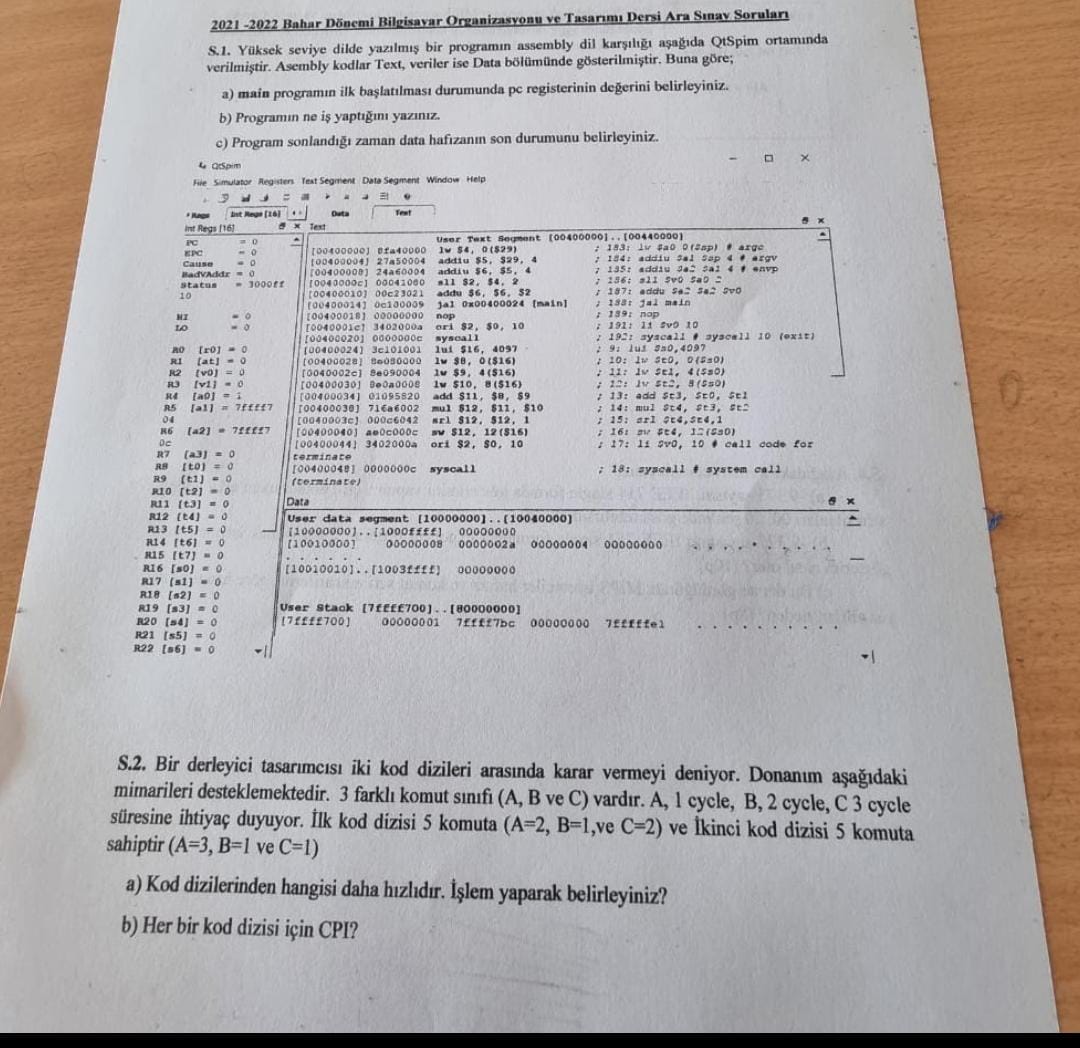 2021 -2022 Bahar Dönemi Bilgisayar Organizasyonu ve Tasarımı Dersi Ara Sınav Soruları
S.1. Yüksek seviye dilde yazılmış bir programın assembly dil karşılığı aşağıda QtSpim ortamında
verilmiştir. Asembly kodlar Text, veriler ise Data bölümünde gösterilmiştir. Buna göre;
a) main programın ilk başlatılması durumunda pc registerinin değerini belirleyiniz.
b) Programın ne iş yaptığını yazınız.
c) Program sonlandığı zaman data hafızanın son durumunu belirleyiniz.
QtSpim
File Simulator Registers Text Segment Data Segment Window Help
Int Regs [16] Data Text
Int Regs [16] Text
PC = 0
EPC = 0
Cause = 0
BadVAddr = 0
Status = 3000ff
10
HI = 0
LO = 0
R0 [r0] = 0
R1 [at] = 0
R2 [v0] = 0
R3 [v1] = 0
R4 [a0] = 1
R5 [a1] = 7ffff7
04
R6 [a2] = 7ffff7
0c
R7 [a3] = 0
R8 [t0] = 0
R9 [t1] = 0
R10 [t2] = 0
R11 [t3] = 0
R12 [t4] = 0
R13 [t5] = 0
R14 [t6] = 0
R15 [t7] = 0
R16 [s0] = 0
R17 [s1] = 0
R18 [s2] = 0
R19 [s3] = 0
R20 [s4] = 0
R21 [s5] = 0
R22 [s6] = 0
User Text Segment [00400000]..[00440000]
[00400000] 8fa40000 lw $4, 0($29) ; 183: lw $a0 0($sp) # argc
[00400004] 27a50004 addiu $5, $29, 4 ; 184: addiu $a1 $sp 4 # argv
[00400008] 24a60004 addiu $6, $5, 4 ; 185: addiu $a2 $a1 4 # envp
[0040000c] 00041080 sll $2, $4, 2 ; 186: sll $v0 $a0 2
[00400010] 00c23021 addu $6, $6, $2 ; 187: addu $a2 $a2 $v0
[00400014] 0c100009 jal 0x00400024 [main] ; 188: jal main
[00400018] 00000000 nop ; 189: nop
[0040001c] 3402000a ori $2, $0, 10 ; 191: li $v0 10
[00400020] 0000000c syscall ; 192: syscall # syscall 10 (exit)
[00400024] 3c101001 lui $16, 4097 ; 9: lui $s0,4097
[00400028] 8e080000 lw $8, 0($16) ; 10: lw $t0, 0($s0)
[0040002c] 8e090004 lw $9, 4($16) ; 11: lw $t1, 4($s0)
[00400030] 8e0a0008 lw $10, 8($16) ; 12: lw $t2, 8($s0)
[00400034] 01095820 add $11, $8, $9 ; 13: add $t3, $t0, $t1
[00400038] 716a6002 mul $12, $11, $10 ; 14: mul $t4, $t3, $t2
[0040003c] 000c6042 srl $12, $12, 1 ; 15: srl $t4,$t4,1
[00400040] ae0c000c sw $12, 12($16) ; 16: sw $t4, 12($s0)
[00400044] 3402000a ori $2, $0, 10 ; 17: li $v0, 10 # call code for
terminate
[00400048] 0000000c syscall ; 18: syscall # system call
(terminate)
Data
User data segment [10000000]..[10040000]
[10000000]..[1000ffff] 00000000
[10010000] 00000008 0000002a 00000004 00000000 . . . . . . . . . .
. . . . . .
[10010010]..[1003ffff] 00000000
User Stack [7ffff700]..[80000000]
[7ffff700] 00000001 7ffff7bc 00000000 7fffffe1 . . . . . . . . . .
S.2. Bir derleyici tasarımcısı iki kod dizileri arasında karar vermeyi deniyor. Donanım aşağıdaki
mimarileri desteklemektedir. 3 farklı komut sınıfı (A, B ve C) vardır. A, 1 cycle, B, 2 cycle, C 3 cycle
süresine ihtiyaç duyuyor. İlk kod dizisi 5 komuta (A=2, B=1,ve C=2) ve İkinci kod dizisi 5 komuta
sahiptir (A=3, B=1 ve C=1)
a) Kod dizilerinden hangisi daha hızlıdır. İşlem yaparak belirleyiniz?
b) Her bir kod dizisi için CPI?